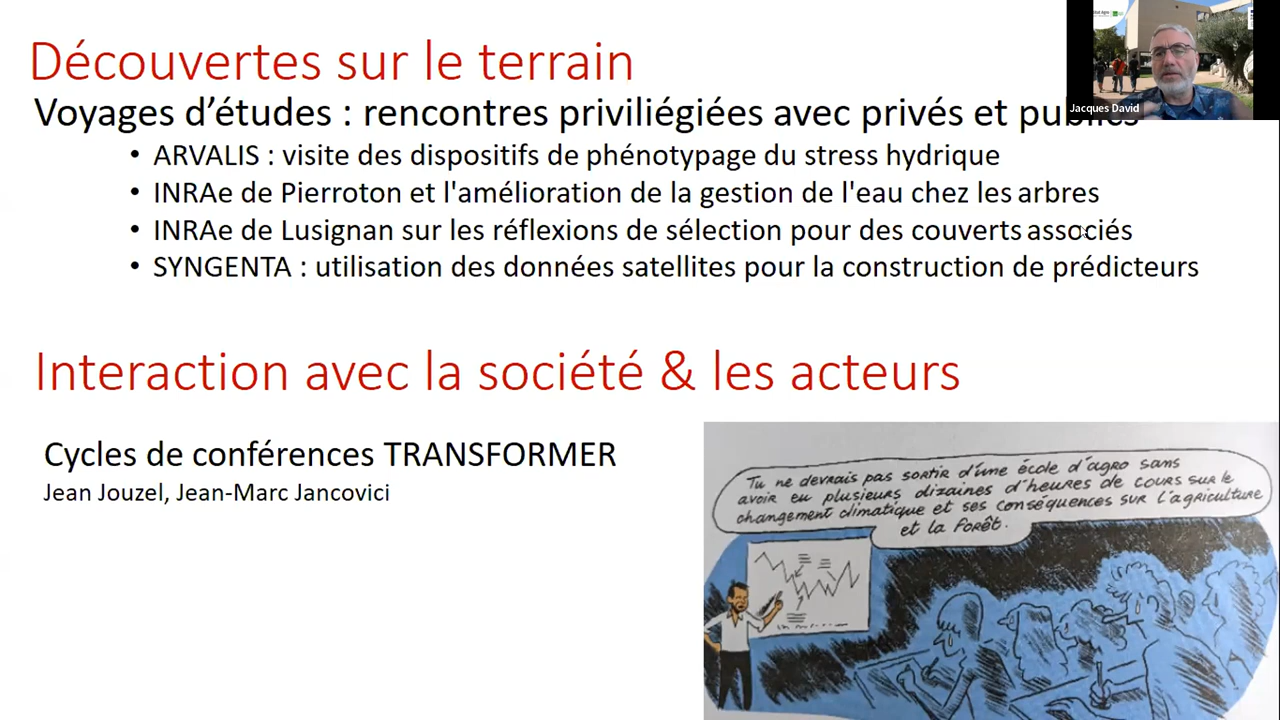 Découvertes sur le terrain
Voyages d’études : rencontres priviliégiées avec privés et publics
• ARVALIS : visite des dispositifs de phénotypage du stress hydrique
• INRAe de Pierroton et l'amélioration de la gestion de l'eau chez les arbres
• INRAe de Lusignan sur les réflexions de sélection pour des couverts associés
• SYNGENTA : utilisation des données satellites pour la construction de prédicteurs
Jacques David
Interaction avec la société & les acteurs
Cycles de conférences TRANSFORMER
Jean Jouzel, Jean-Marc Jancovici
Tu ne devrais pas sortir d'une école d'agro sans
avoir eu plusieurs dizaines d'heures de cours sur le
changement climatique et ses conséquences sur l'agriculture
et la forêt.